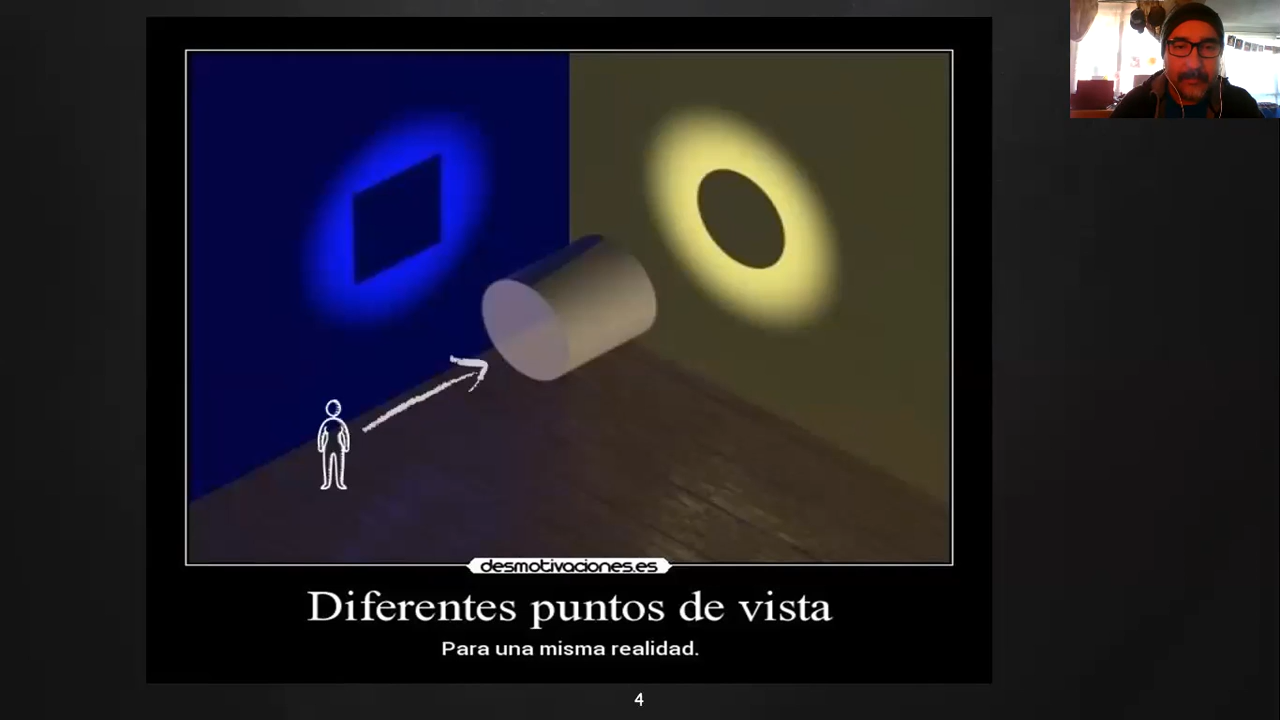 desmotivaciones.es
Diferentes puntos de vista
Para una misma realidad.
4